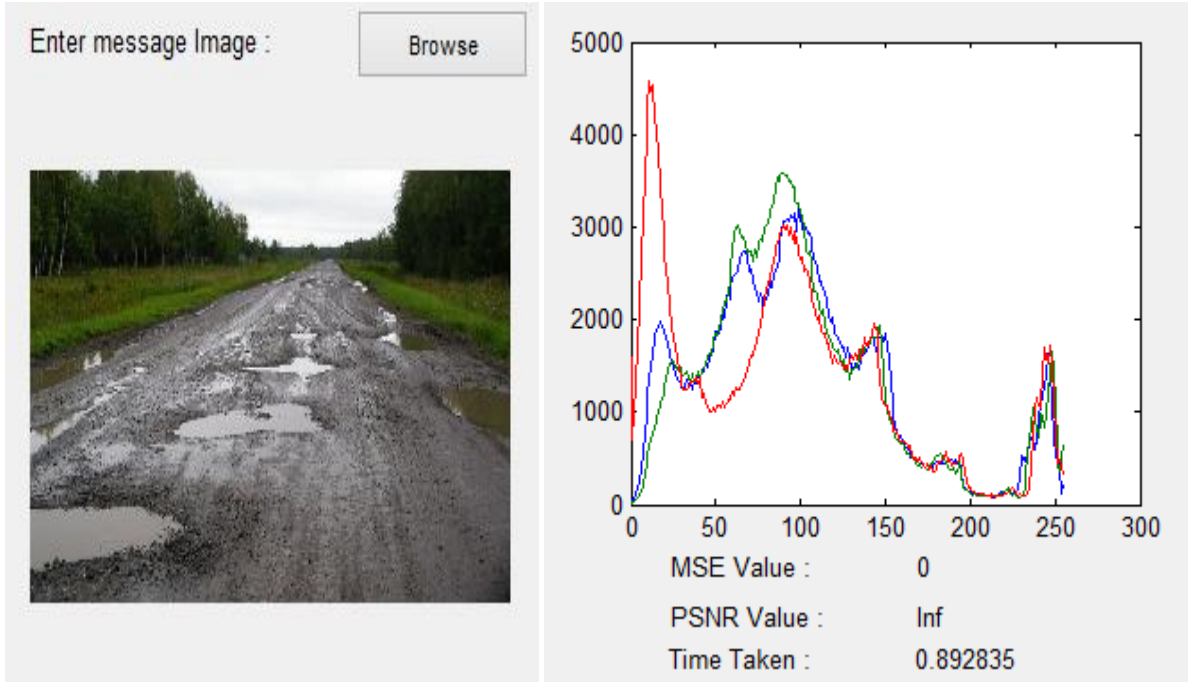 Enter message Image :
Browse
5000
4000
3000
2000
1000
0
0 50 100 150 200 250 300
MSE Value : 0
PSNR Value : Inf
Time Taken : 0.892835